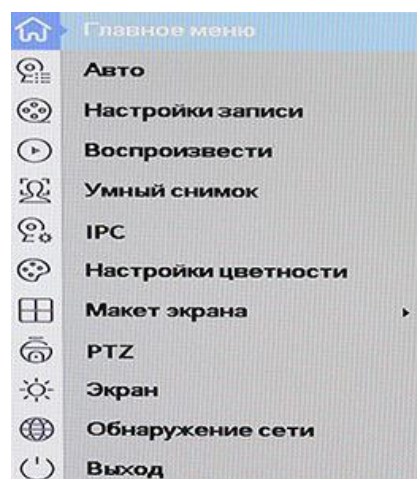 Главное меню
Авто
Настройки записи
Воспроизвести
Умный снимок
IPC
Настройки цветности
Макет экрана
PTZ
Экран
Обнаружение сети
Выход